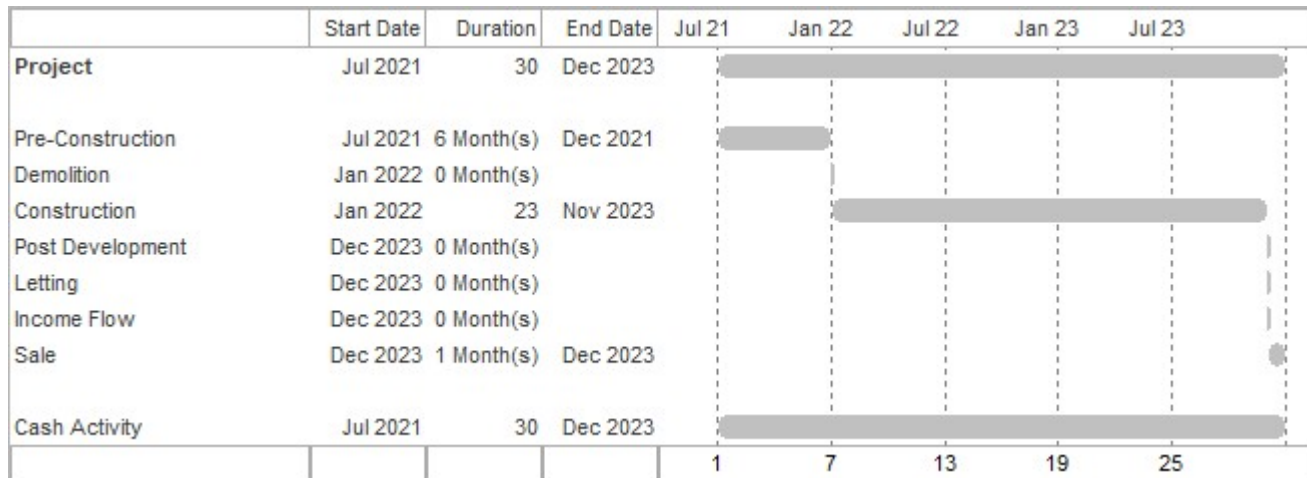 Start Date Duration End Date Jul 21 Jan 22 Jul 22 Jan 23 Jul 23
Project Jul 2021 30 Dec 2023
Pre-Construction Jul 2021 6 Month(s) Dec 2021
Demolition Jan 2022 0 Month(s)
Construction Jan 2022 23 Nov 2023
Post Development Dec 2023 0 Month(s)
Letting Dec 2023 0 Month(s)
Income Flow Dec 2023 0 Month(s)
Sale Dec 2023 1 Month(s) Dec 2023
Cash Activity Jul 2021 30 Dec 2023
1 7 13 19 25